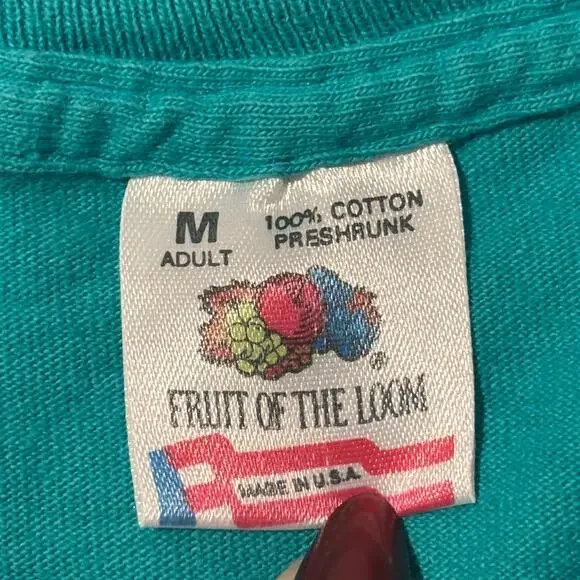 M
ADULT
100% COTTON
PRESHRUNK
®
FRUIT OF THE LOOM
MADE IN U.S.A.